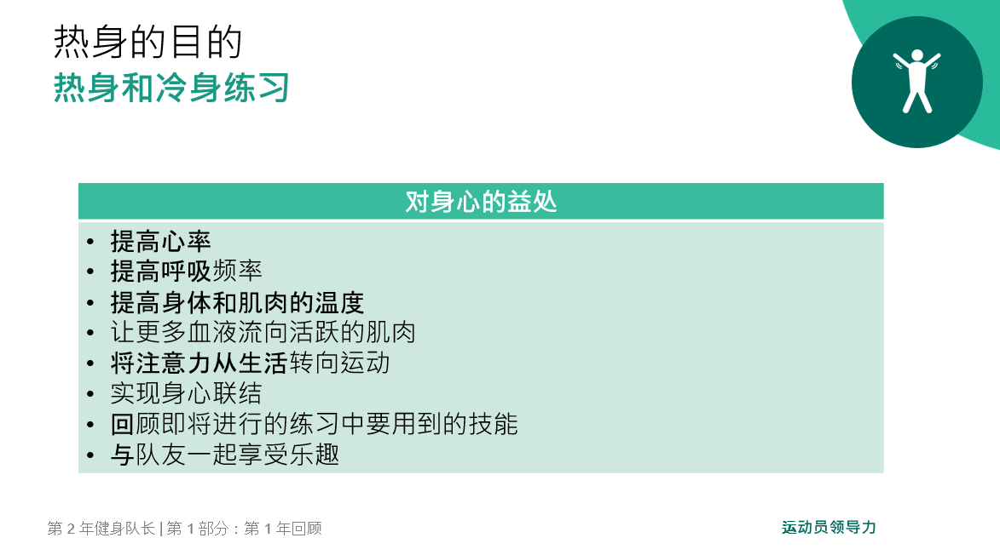 热身的目的
热身和冷身练习
对身心的益处
• 提高心率
• 提高呼吸频率
• 提高身体和肌肉的温度
• 让更多血液流向活跃的肌肉
• 将注意力从生活转向运动
• 实现身心联结
• 回顾即将进行的练习中要用到的技能
• 与队友一起享受乐趣
第 2 年健身队长 | 第 1 部分：第 1 年回顾
运动员领导力